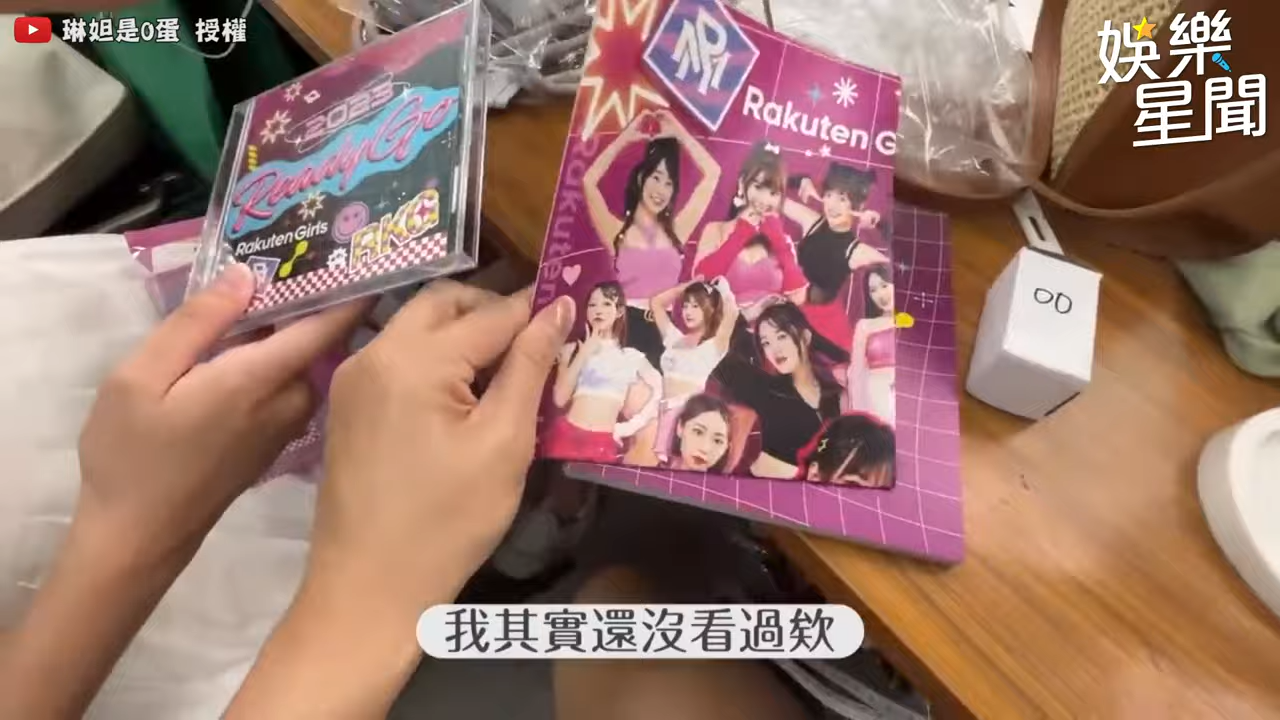 琳妲是0蛋 授權
娛樂
星聞
2023
Ready Go
Rakuten Girls
RKG
Rakuten G
Rakuten
我其實還沒看過欸